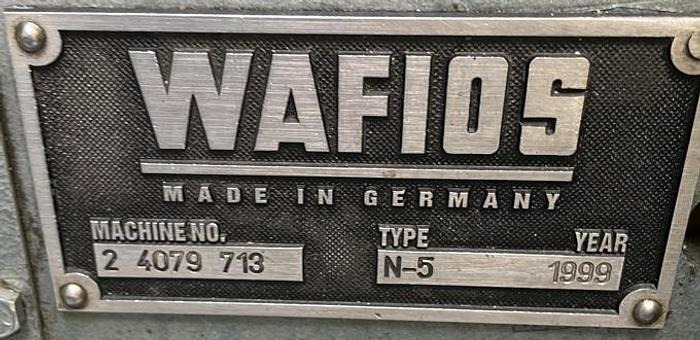 WAFIOS
MADE IN GERMANY
MACHINE NO. TYPE YEAR
2 4079 713 N-5 1999